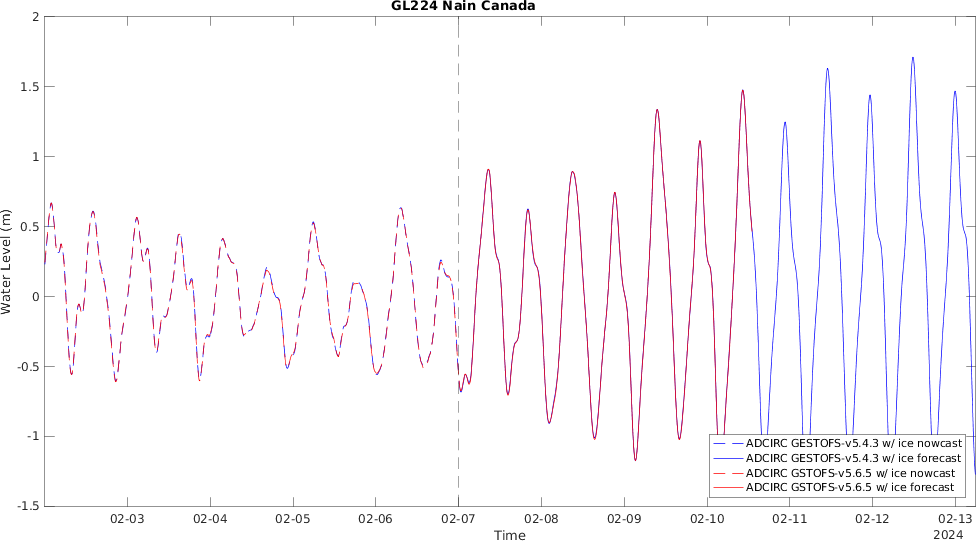 GL224 Nain Canada
2
1.5
1
0.5
0
-0.5
-1
-1.5
Water Level (m)
ADCIRC GESTOFS-v5.4.3 w/ ice nowcast
ADCIRC GESTOFS-v5.4.3 w/ ice forecast
ADCIRC GSTOFS-v5.6.5 w/ ice nowcast
ADCIRC GSTOFS-v5.6.5 w/ ice forecast
02-03 02-04 02-05 02-06 02-07 02-08 02-09 02-10 02-11 02-12 02-13
Time
2024